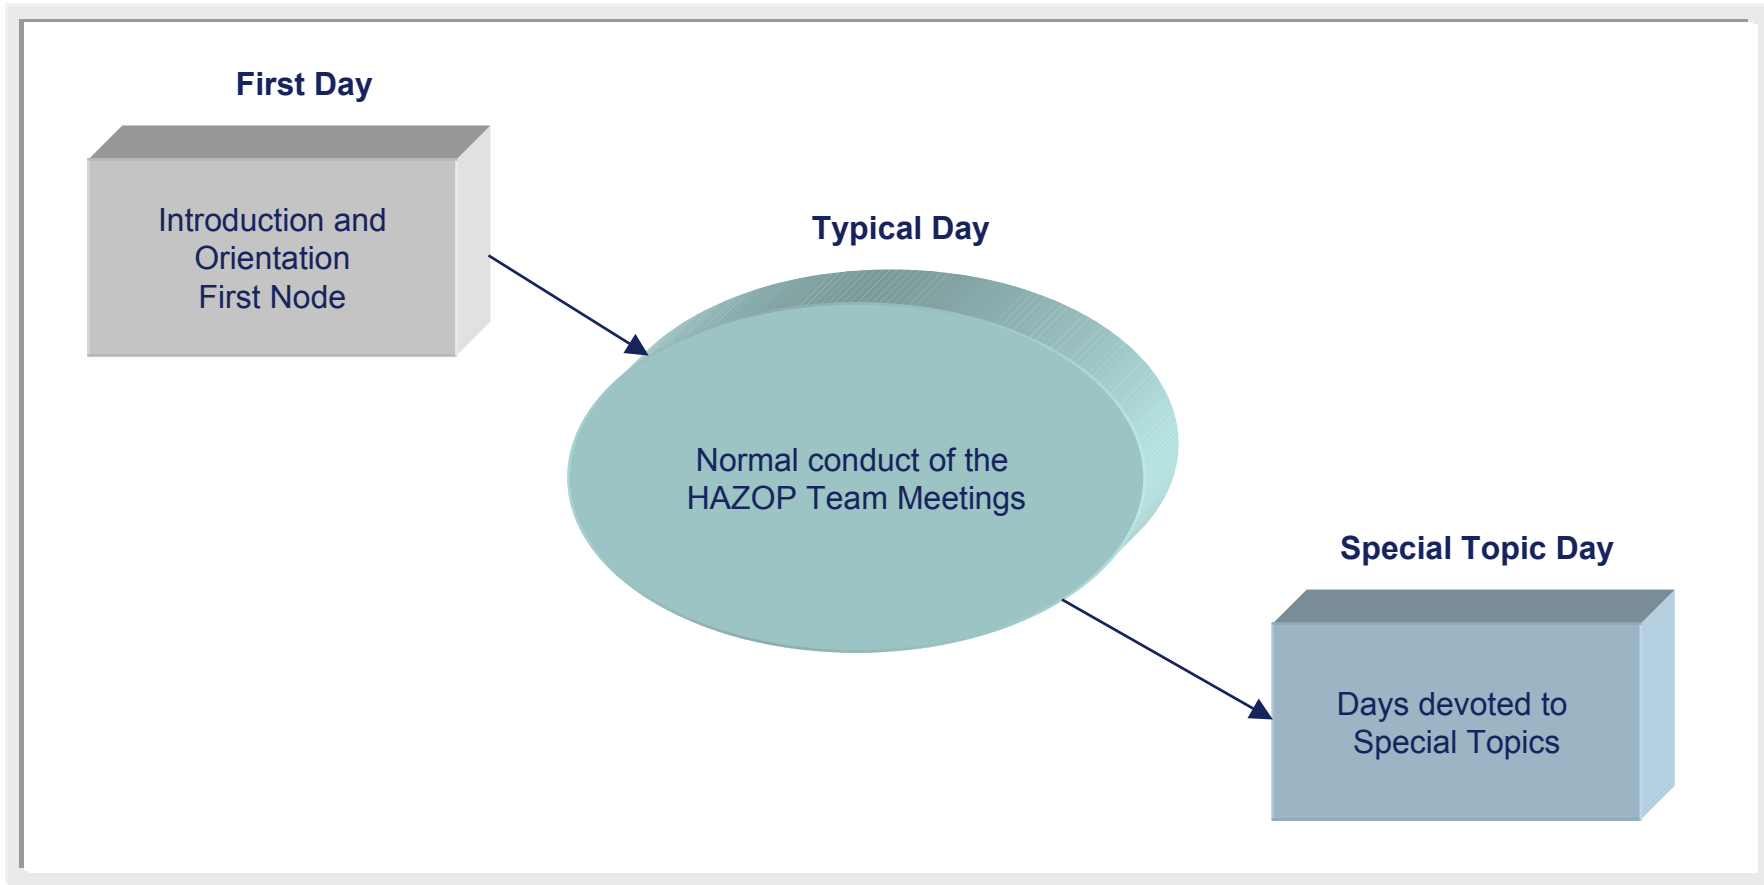 First Day
Introduction and
Orientation
First Node
Typical Day
Normal conduct of the
HAZOP Team Meetings
Special Topic Day
Days devoted to
Special Topics